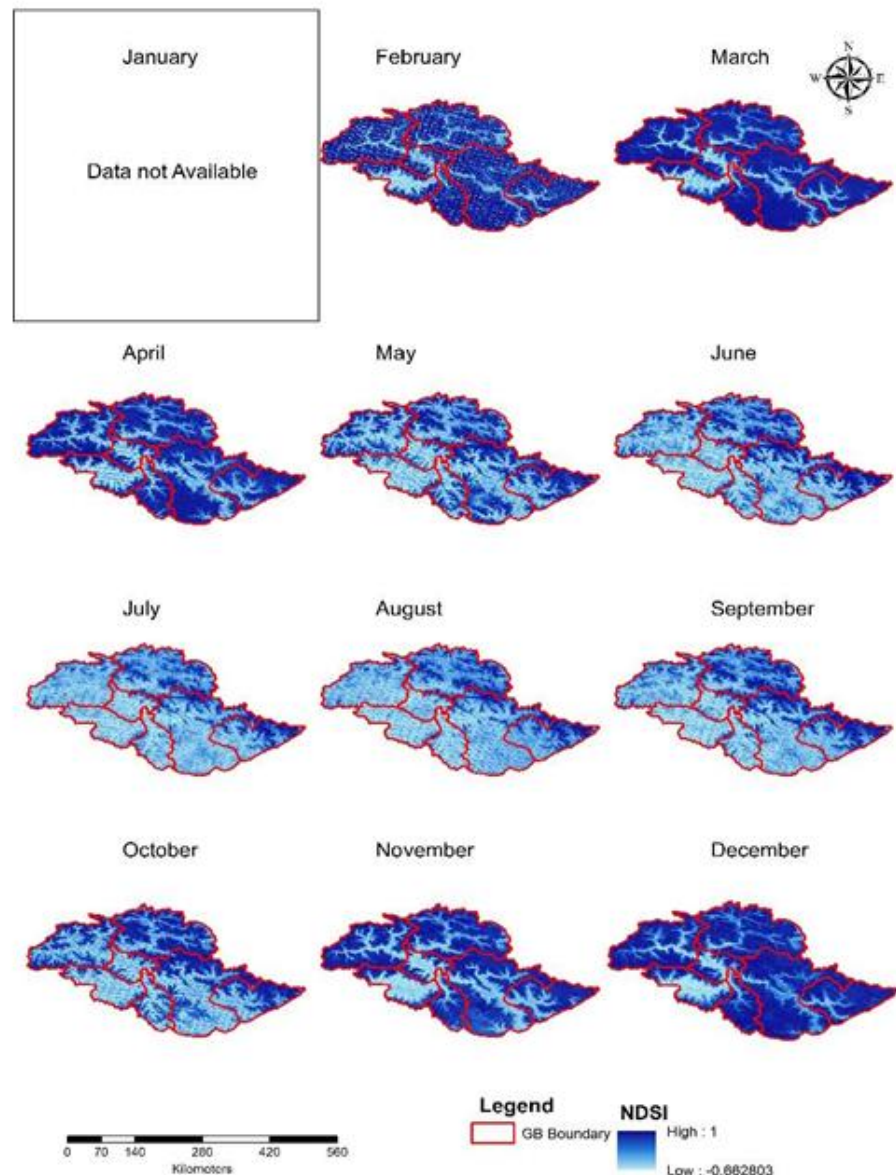 January
February
March
N
W E
S
Data not Available
April
May
June
July
August
September
October
November
December
Legend
GB Boundary
NDSI
High : 1
Low : -0.662803
0 70 140 280 420 560
Kilometers